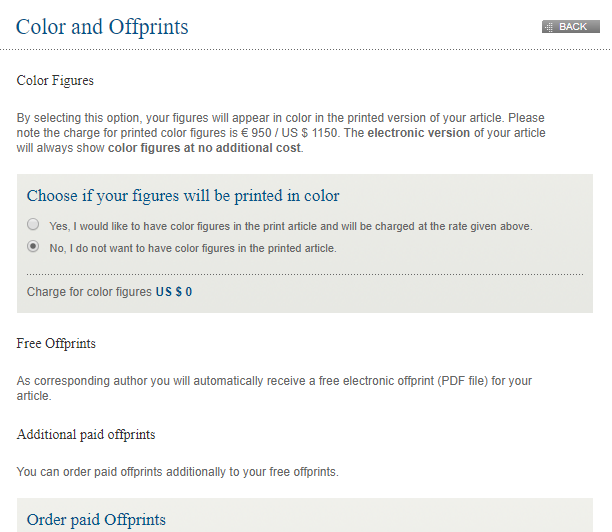 Color and Offprints
BACK
Color Figures
By selecting this option, your figures will appear in color in the printed version of your article. Please
note the charge for printed color figures is € 950 / US $ 1150. The electronic version of your article
will always show color figures at no additional cost.
Choose if your figures will be printed in color
Yes, I would like to have color figures in the print article and will be charged at the rate given above.
No, I do not want to have color figures in the printed article.
Charge for color figures US $ 0
Free Offprints
As corresponding author you will automatically receive a free electronic offprint (PDF file) for your
article.
Additional paid offprints
You can order paid offprints additionally to your free offprints.
Order paid Offprints